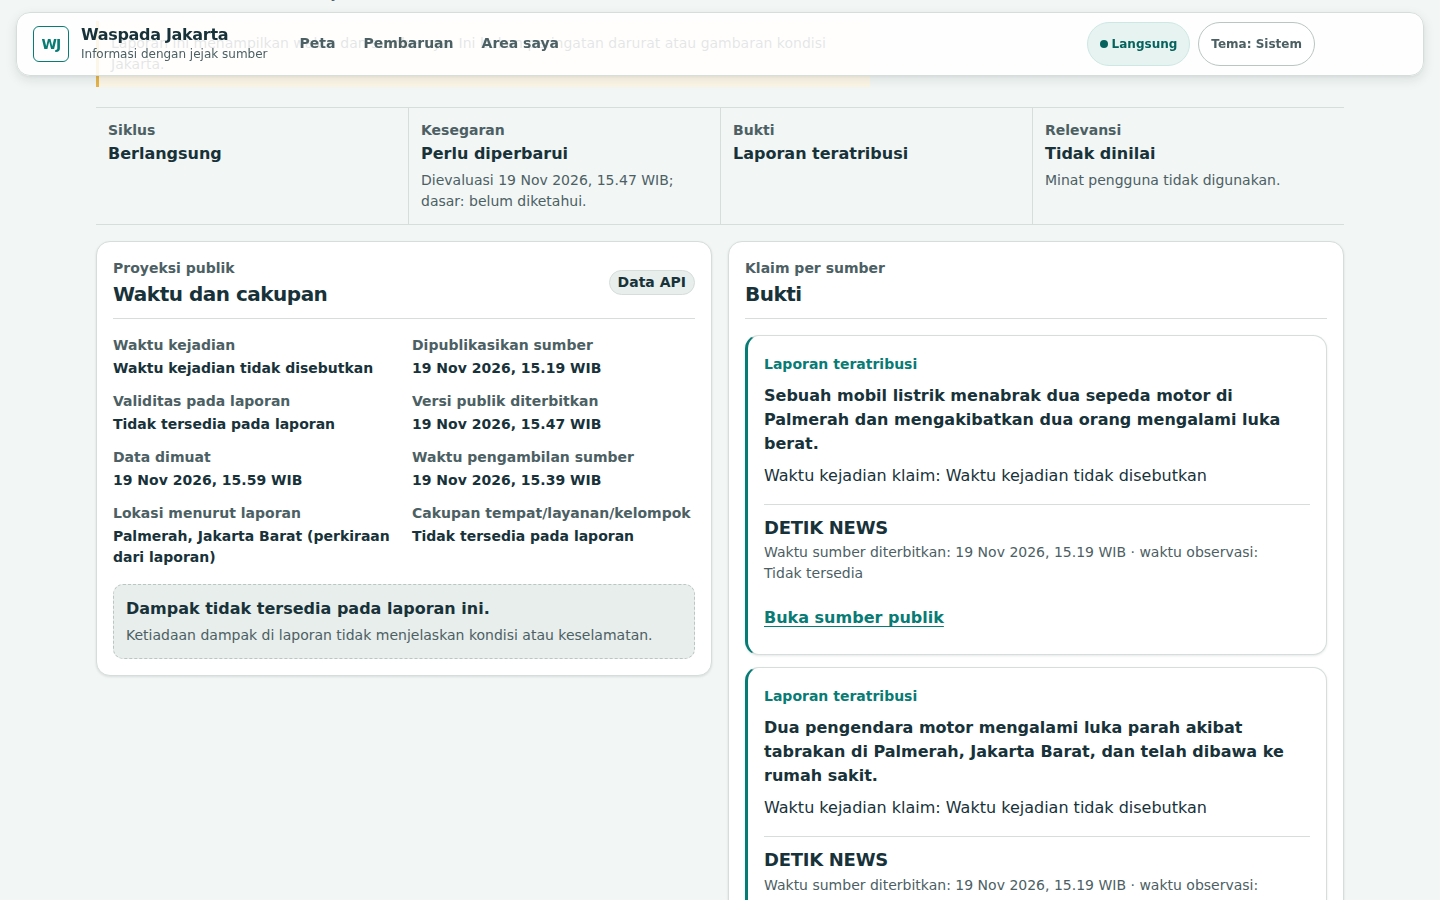 WJ
Waspada Jakarta
Informasi dengan jejak sumber
Peta
Pembaruan
Area saya
Langsung
Tema: Sistem
Jakarta.
Siklus
Berlangsung
Kesegaran
Perlu diperbarui
Dievaluasi 19 Nov 2026, 15.47 WIB;
dasar: belum diketahui.
Bukti
Laporan teratribusi
Relevansi
Tidak dinilai
Minat pengguna tidak digunakan.
Proyeksi publik
Waktu dan cakupan
Data API
Waktu kejadian
Waktu kejadian tidak disebutkan
Dipublikasikan sumber
19 Nov 2026, 15.19 WIB
Validitas pada laporan
Tidak tersedia pada laporan
Versi publik diterbitkan
19 Nov 2026, 15.47 WIB
Data dimuat
19 Nov 2026, 15.59 WIB
Waktu pengambilan sumber
19 Nov 2026, 15.39 WIB
Lokasi menurut laporan
Palmerah, Jakarta Barat (perkiraan
dari laporan)
Cakupan tempat/layanan/kelompok
Tidak tersedia pada laporan
Dampak tidak tersedia pada laporan ini.
Ketiadaan dampak di laporan tidak menjelaskan kondisi atau keselamatan.
Klaim per sumber
Bukti
Laporan teratribusi
Sebuah mobil listrik menabrak dua sepeda motor di
Palmerah dan mengakibatkan dua orang mengalami luka
berat.
Waktu kejadian klaim: Waktu kejadian tidak disebutkan
DETIK NEWS
Waktu sumber diterbitkan: 19 Nov 2026, 15.19 WIB · waktu observasi:
Tidak tersedia
Buka sumber publik
Laporan teratribusi
Dua pengendara motor mengalami luka parah akibat
tabrakan di Palmerah, Jakarta Barat, dan telah dibawa ke
rumah sakit.
Waktu kejadian klaim: Waktu kejadian tidak disebutkan
DETIK NEWS
Waktu sumber diterbitkan: 19 Nov 2026, 15.19 WIB · waktu observasi: